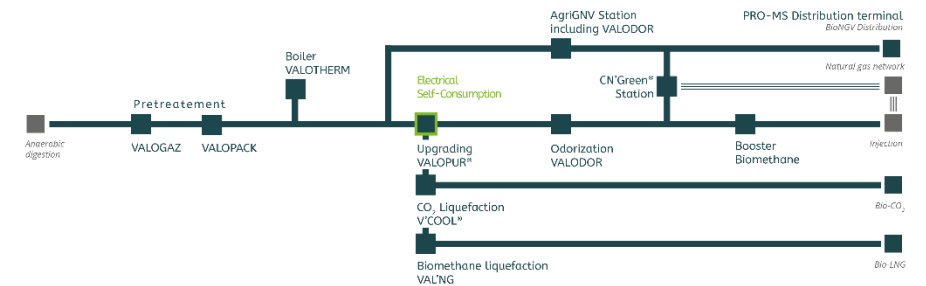 AgriGNV Station
including VALODOR
PRO-MS Distribution terminal
BioNGV Distribution
Boiler
VALOTHERM
Natural gas network
Electrical
Self-Consumption
CN'Green®
Station
Pretreatement
Anaerobic
digestion
VALOGAZ
VALOPACK
Upgrading
VALOPUR®
Odorization
VALODOR
Booster
Biomethane
Injection
CO₂ Liquefaction
V'COOL®
Bio-CO₂
Biomethane liquefaction
VAL'NG
Bio-LNG